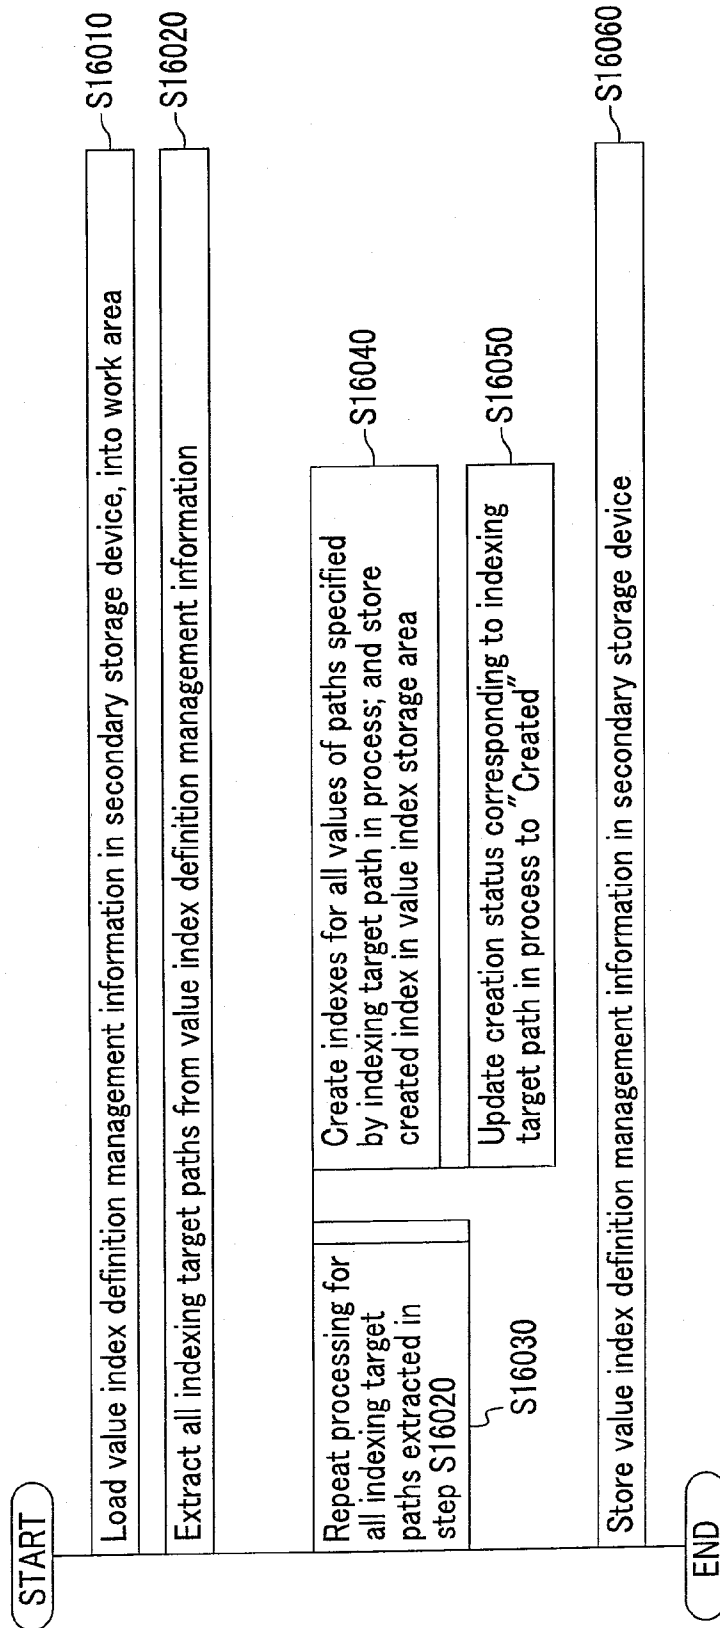 START
Load value index definition management information in secondary storage device, into work area
S16010
Extract all indexing target paths from value index definition management information
S16020
Repeat processing for
all indexing target
paths extracted in
step S16020
S16030
Create indexes for all values of paths specified
by indexing target path in process; and store
created index in value index storage area
S16040
Update creation status corresponding to indexing
target path in process to "Created"
S16050
Store value index definition management information in secondary storage device
S16060
END